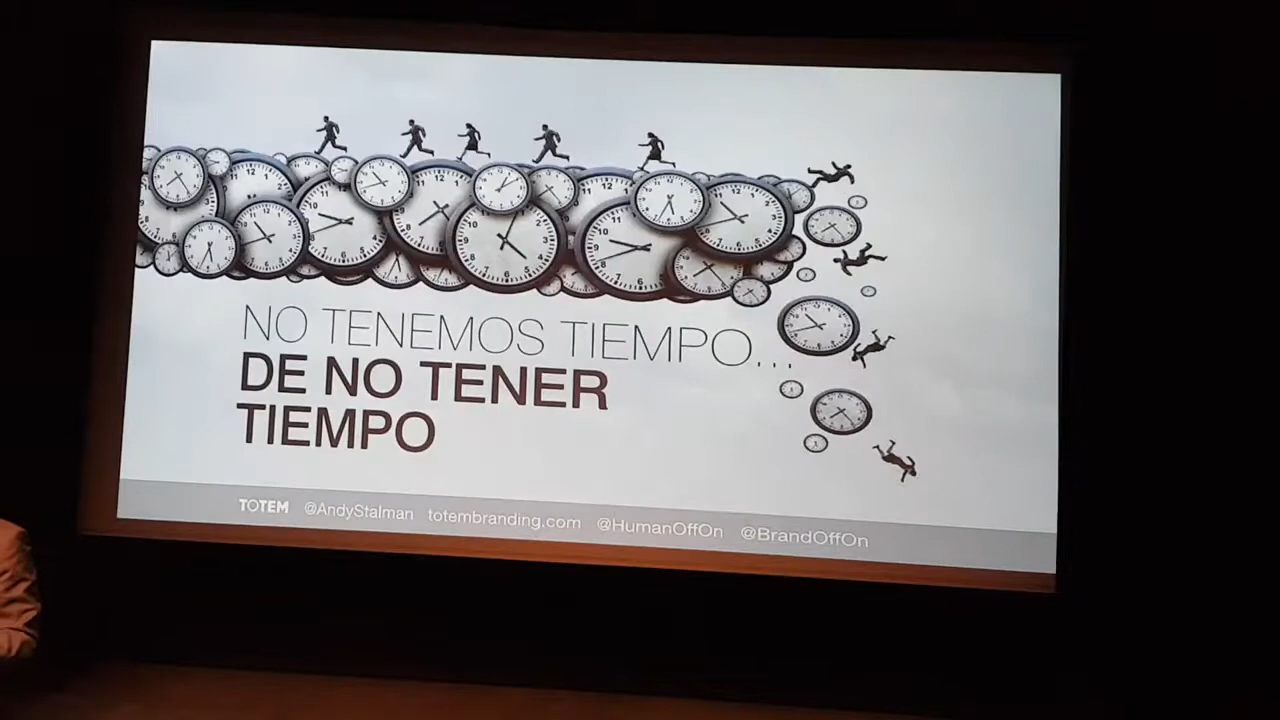 NO TENEMOS TIEMPO...
DE NO TENER
TIEMPO
TOTEM @AndyStalman totembranding.com @HumanOffOn @BrandOffOn